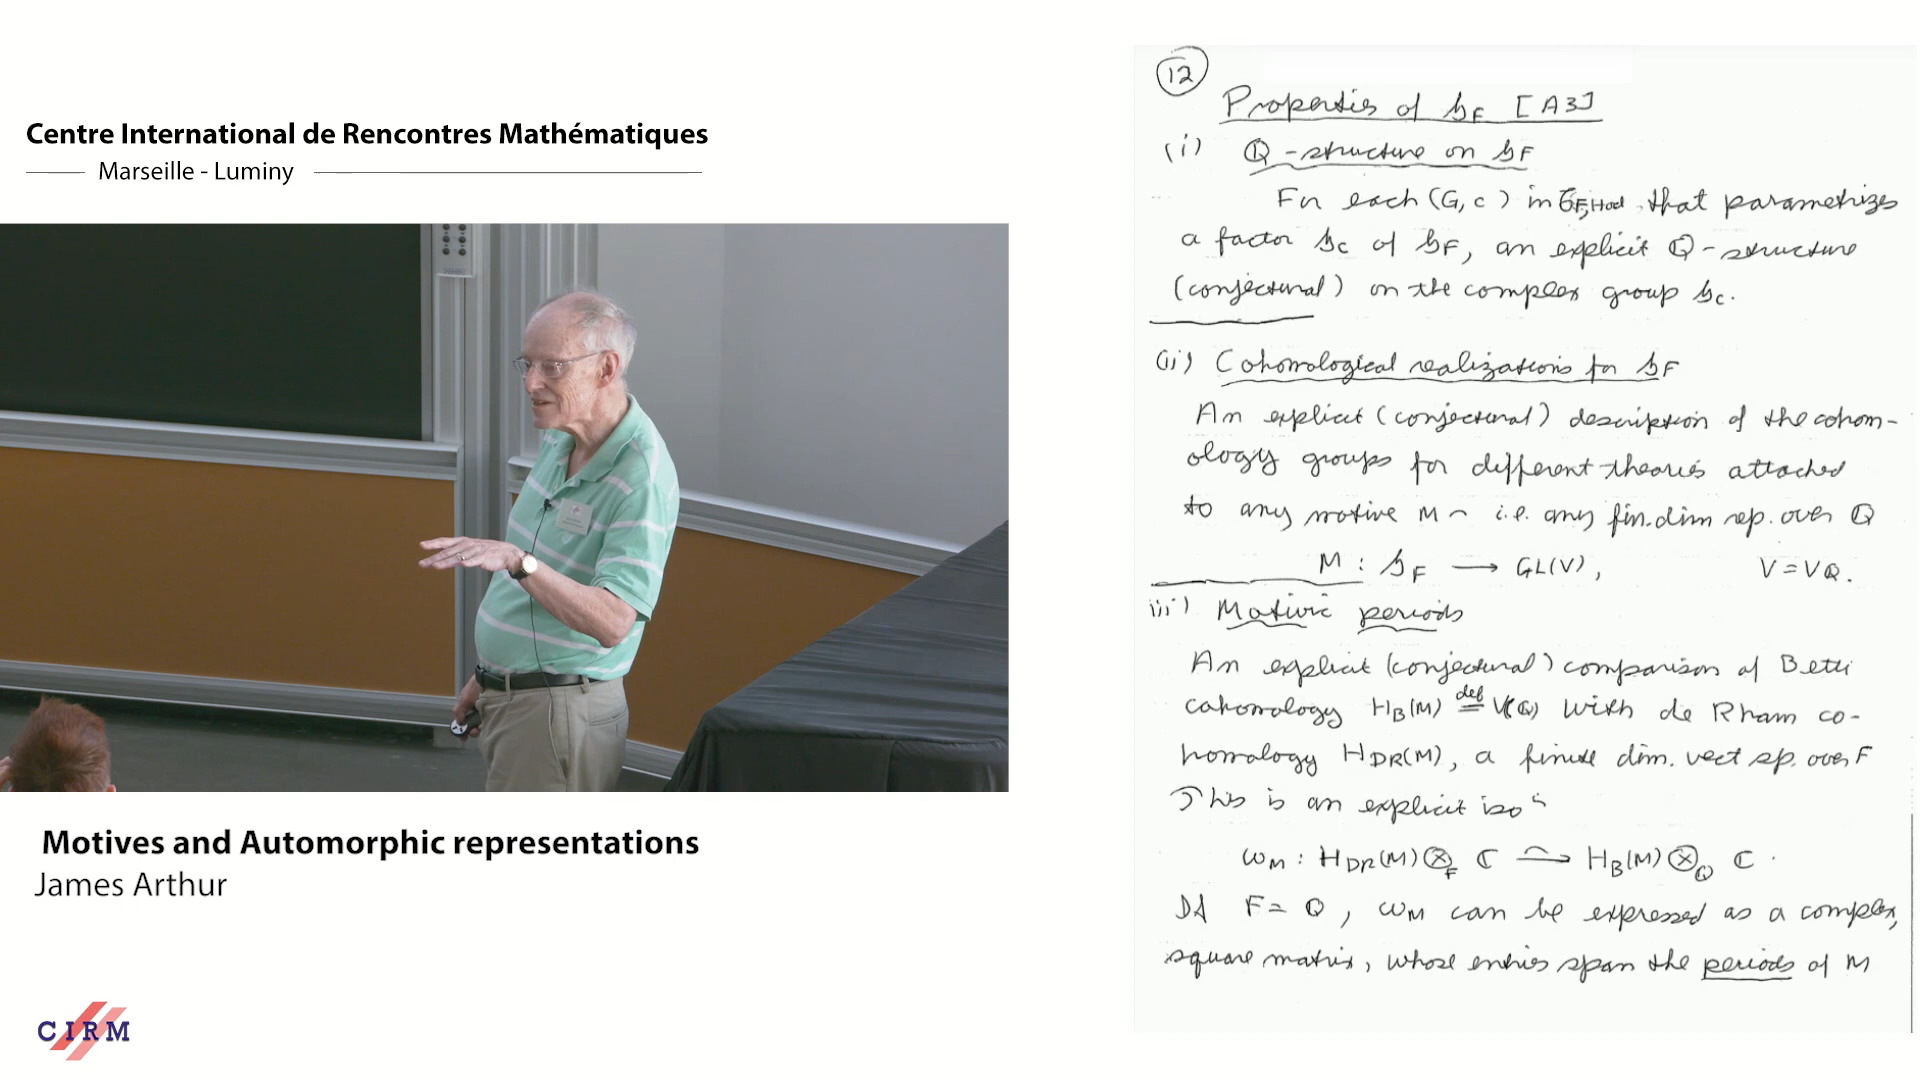 Centre International de Rencontres Mathématiques
Marseille - Luminy
Motives and Automorphic representations
James Arthur
CIRM
12
Properties of 𝒢F [A3]
(i) Q-structure on 𝒢F
For each (G, c) in that parametrizes
a factor 𝒢c of 𝒢F, an explicit Q-structure
(conjectural) on the complex group 𝒢c.
(ii) Cohomological realizations for 𝒢F
An explicit (conjectural) description of the cohom-
ology groups for different theories attached
to any motive M ~ i.e. any fin.dim rep. over Q
M : 𝒢F → GL(V), V = VQ.
iii) Motivic periods
An explicit (conjectural) comparison of Betti
cohomology HB(M) def= V(Q) with de Rham co-
homology HDR(M), a finite dim. vect sp. over F
This is an explicit iso
ωM : HDR(M) ⊗F C ⥲ HB(M) ⊗Q C .
If F = Q, ωM can be expressed as a complex,
square matrix, whose entries span the periods of M